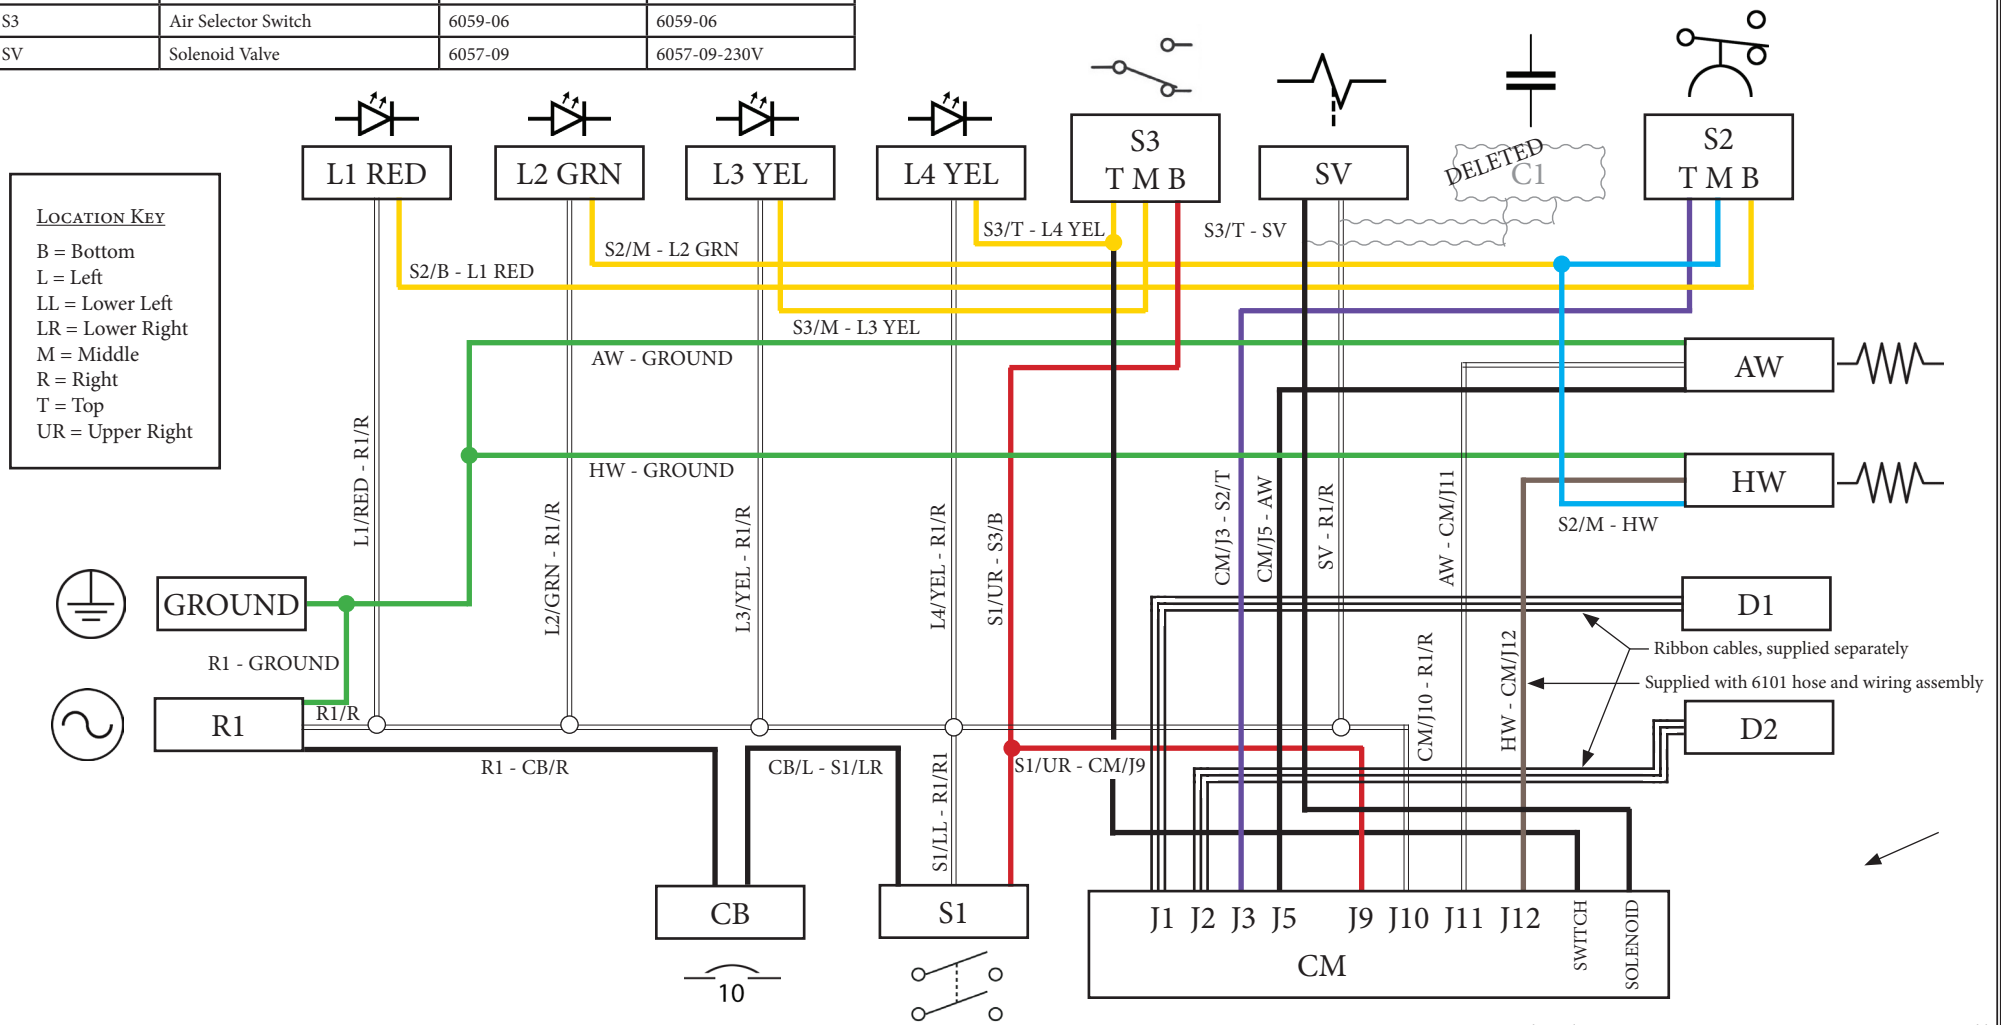 S3 Air Selector Switch 6059-06 6059-06
SV Solenoid Valve 6057-09 6057-09-230V
LOCATION KEY
B = Bottom
L = Left
LL = Lower Left
LR = Lower Right
M = Middle
R = Right
T = Top
UR = Upper Right
L1 RED
L2 GRN
L3 YEL
L4 YEL
S3
T M B
SV
DELETED
C1
S2
T M B
S3/T - L4 YEL
S3/T - SV
S2/M - L2 GRN
S2/B - L1 RED
S3/M - L3 YEL
AW - GROUND
AW
HW - GROUND
HW
S2/M - HW
L1/RED - R1/R
L2/GRN - R1/R
L3/YEL - R1/R
L4/YEL - R1/R
S1/UR - S3/B
CM/J3 - S2/T
CM/J5 - AW
SV - R1/R
AW - CM/J11
CM/J10 - R1/R
HW - CM/J12
GROUND
R1 - GROUND
R1/R
R1
D1
Ribbon cables, supplied separately
Supplied with 6101 hose and wiring assembly
D2
R1 - CB/R
CB/L - S1/LR
S1/LL - R1/R1
S1/UR - CM/J9
CB
10
S1
J1 J2 J3 J5 J9 J10 J11 J12
SWITCH
SOLENOID
CM